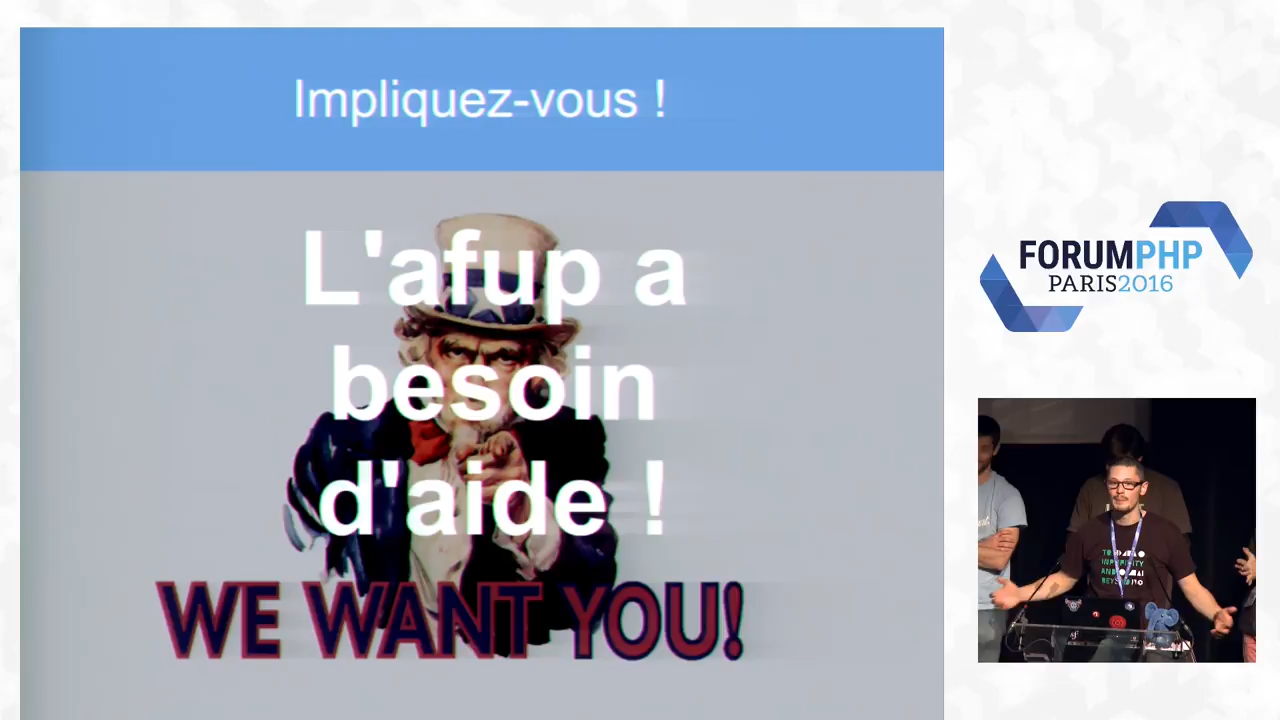 Impliquez-vous !
L'afup a
besoin
d'aide !
WE WANT YOU!
FORUMPHP
PARIS2016